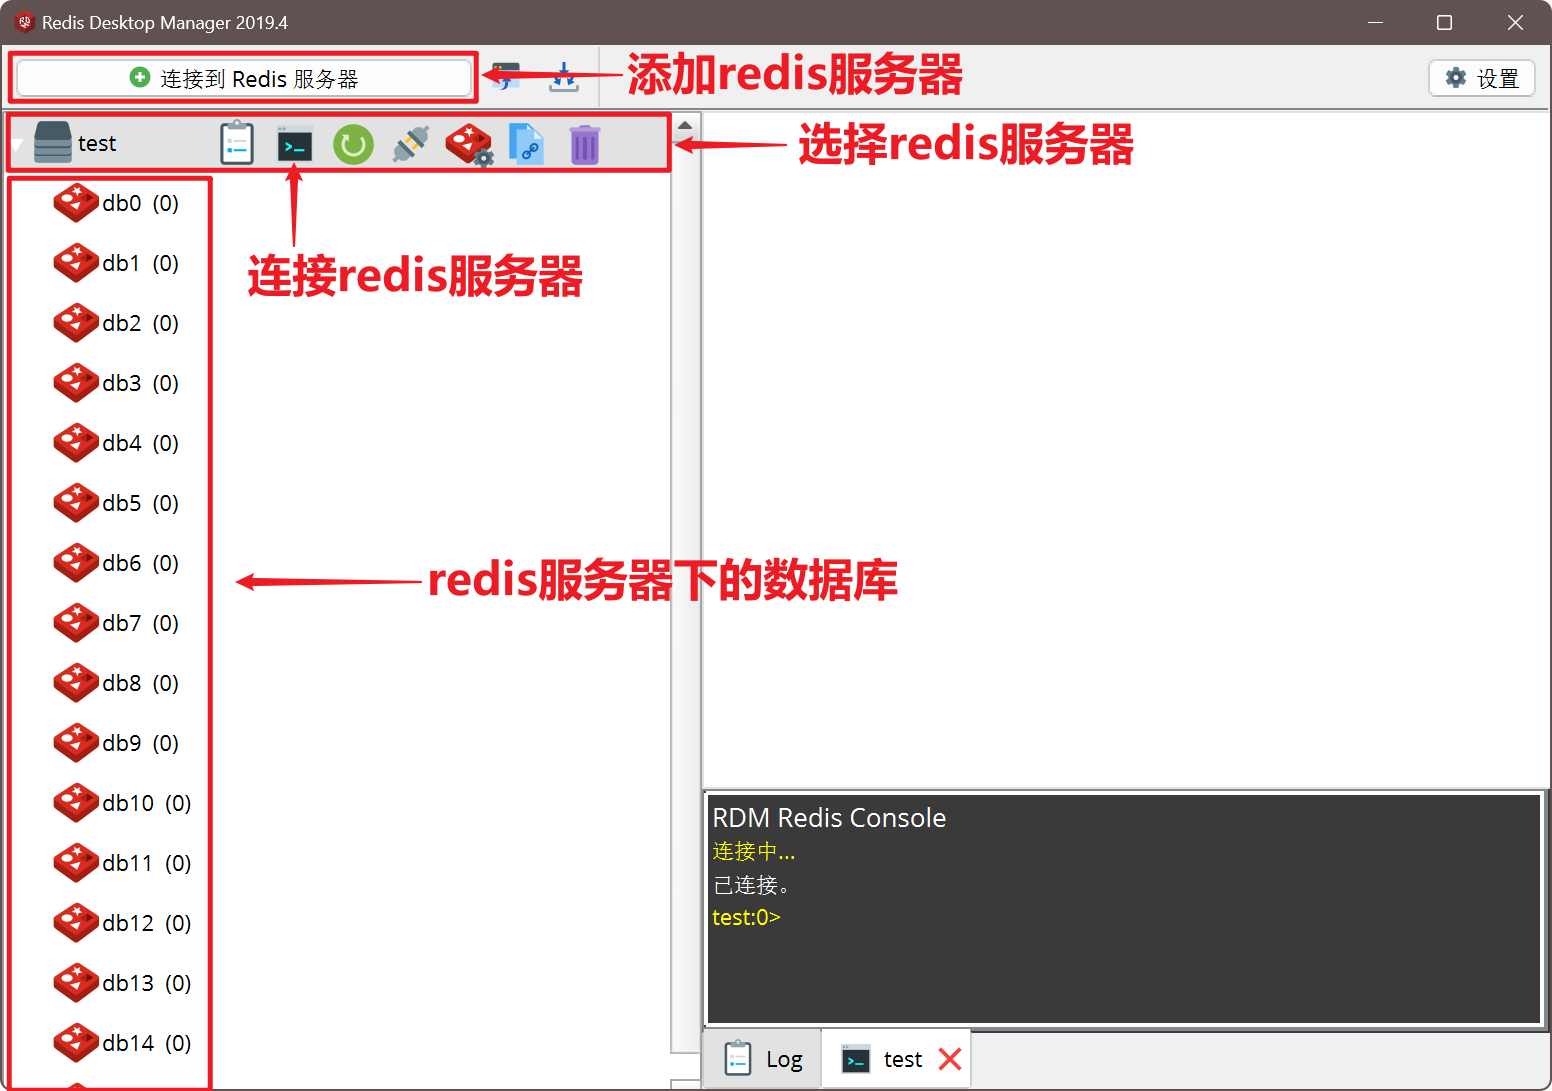 Redis Desktop Manager 2019.4
连接到 Redis 服务器
添加redis服务器
设置
test
选择redis服务器
db0 (0)
db1 (0)
连接redis服务器
db2 (0)
db3 (0)
db4 (0)
db5 (0)
db6 (0)
redis服务器下的数据库
db7 (0)
db8 (0)
db9 (0)
db10 (0)
db11 (0)
db12 (0)
db13 (0)
db14 (0)
RDM Redis Console
连接中...
已连接。
test:0>
Log
test